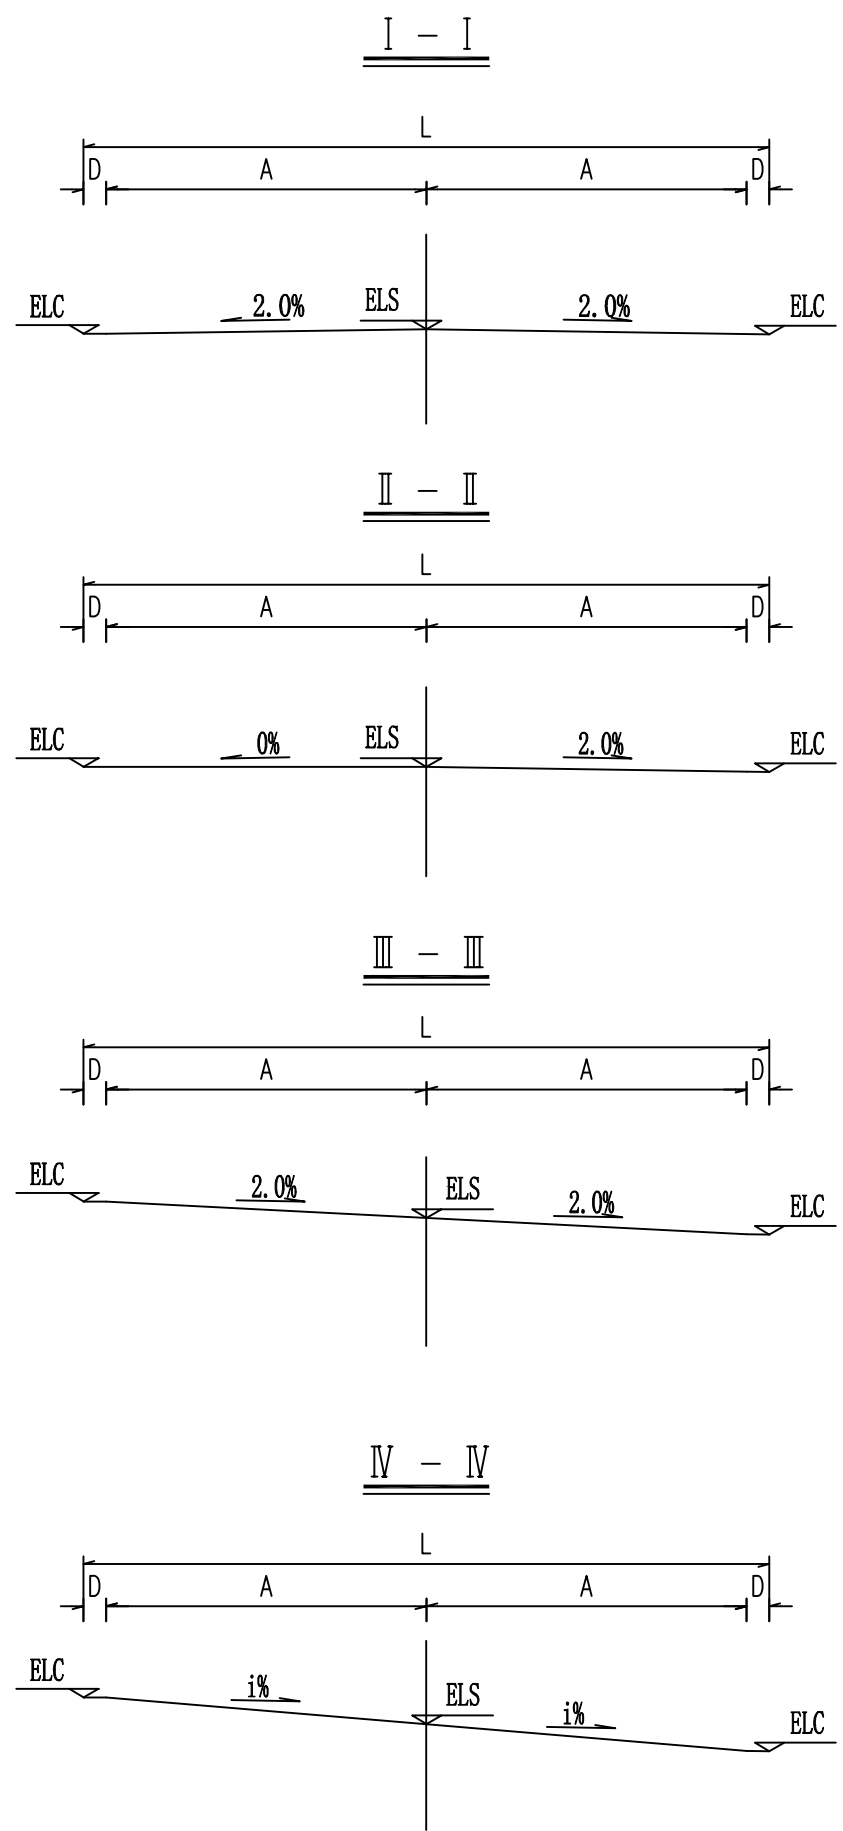 Ⅰ — Ⅰ
L
D A A D
ELC 2.0% ELS 2.0% ELC
Ⅱ — Ⅱ
L
D A A D
ELC 0% ELS 2.0% ELC
Ⅲ — Ⅲ
L
D A A D
ELC 2.0% ELS 2.0% ELC
Ⅳ — Ⅳ
L
D A A D
ELC i% ELS i% ELC